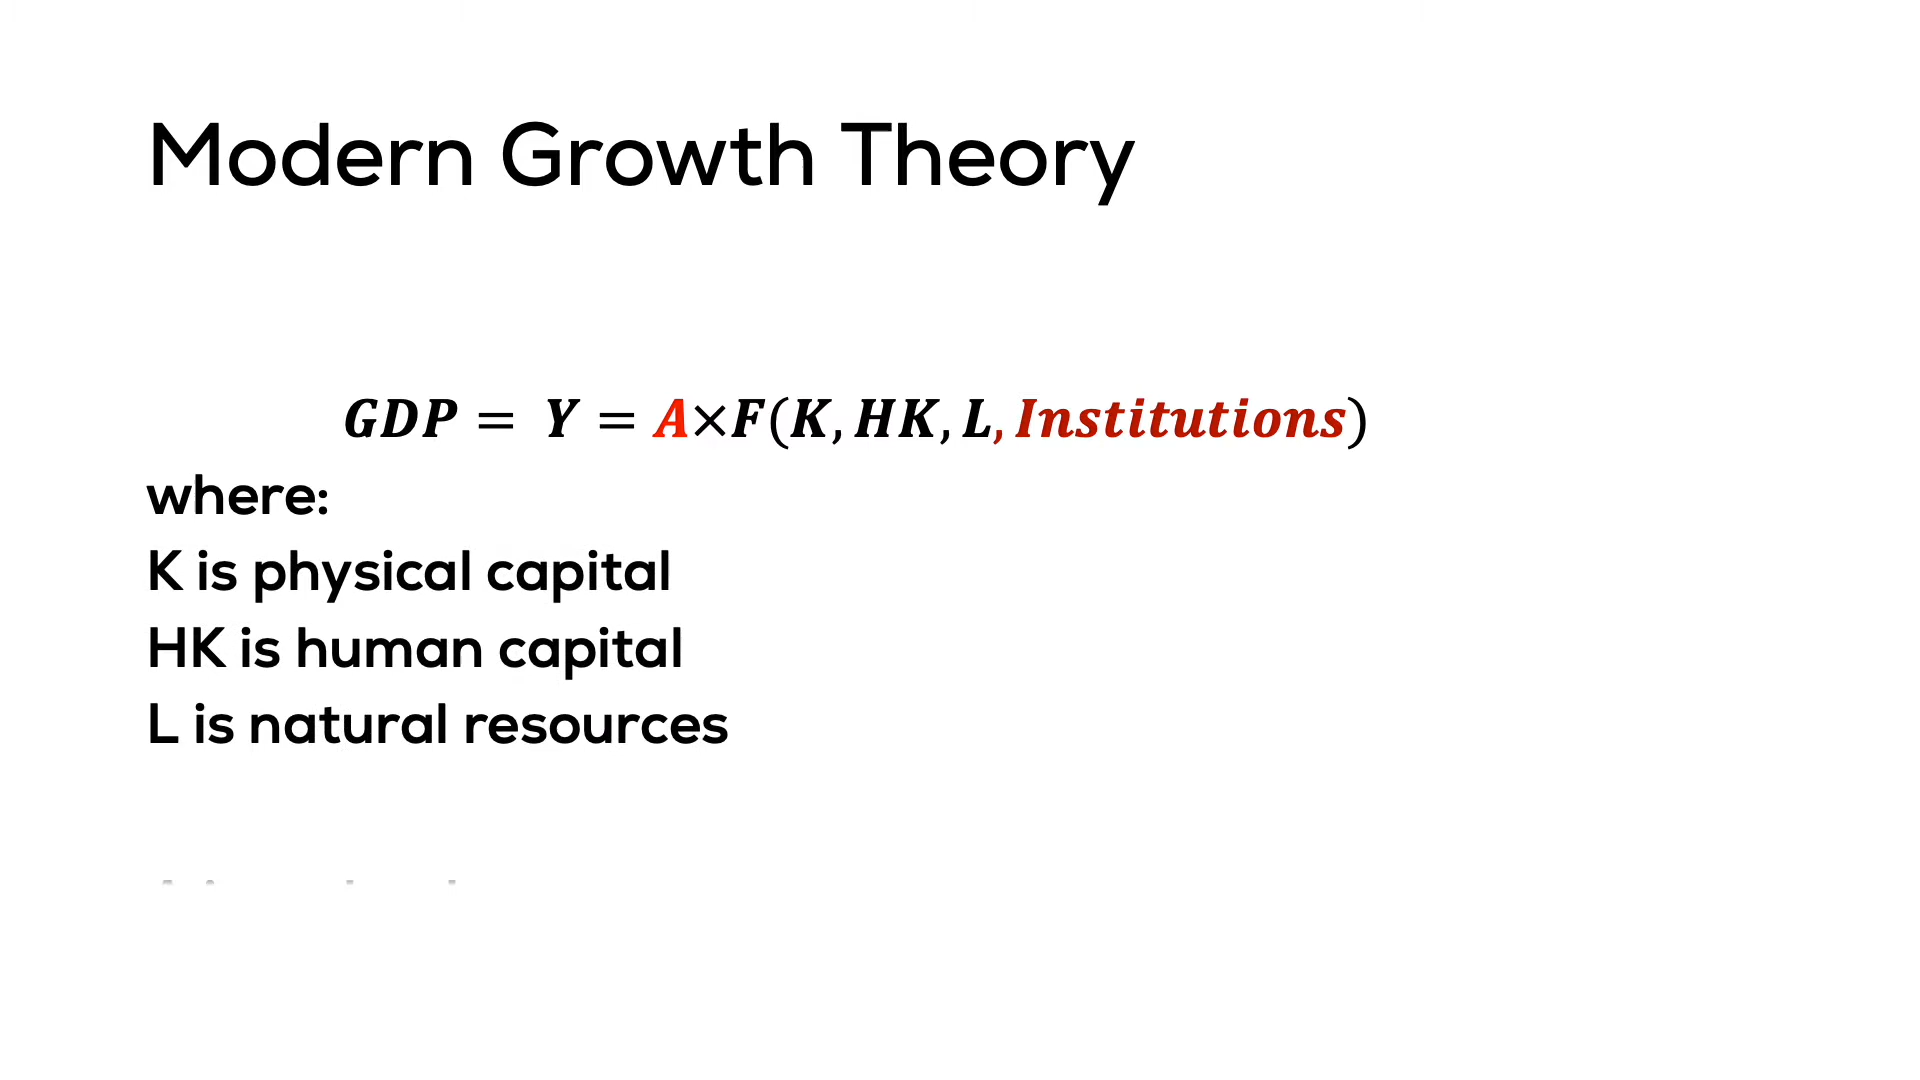 Modern Growth Theory
GDP = Y = A×F(K, HK, L, Institutions)
where:
K is physical capital
HK is human capital
L is natural resources